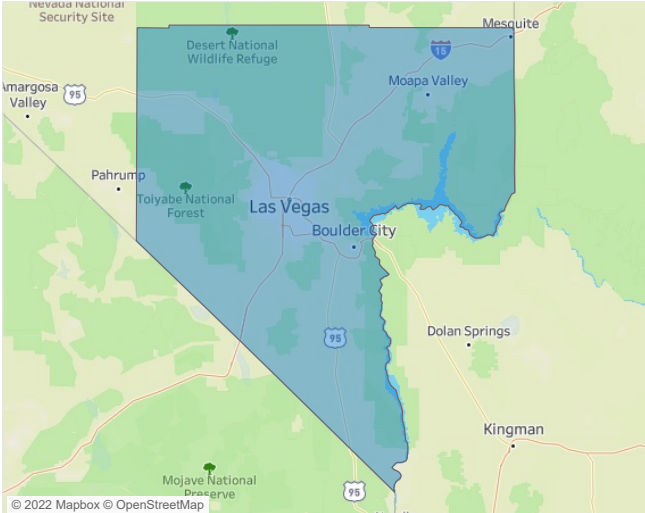 Nevada National
Security Site
Mesquite
Desert National
Wildlife Refuge
15
Moapa Valley
Amargosa
Valley
95
Pahrump
Toiyabe National
Forest
Las Vegas
Boulder City
95
Dolan Springs
Kingman
Mojave National
Preserve
95
© 2022 Mapbox © OpenStreetMap